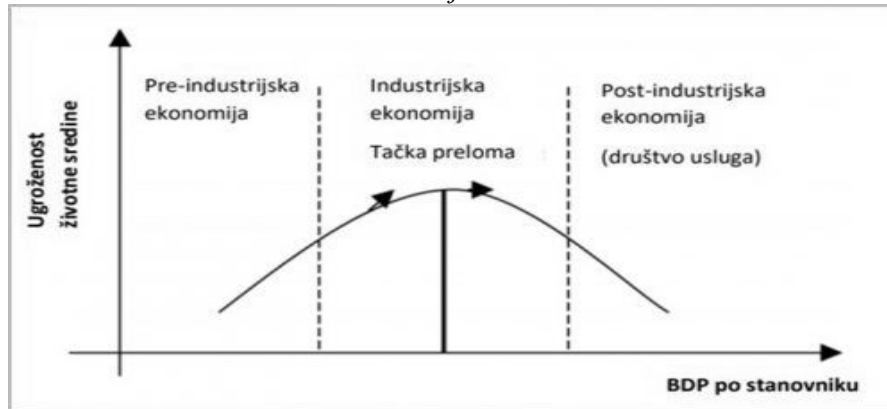 Ugroženost
životne sredine
Pre-industrijska
ekonomija
Industrijska
ekonomija
Tačka preloma
Post-industrijska
ekonomija
(društvo usluga)
BDP po stanovniku